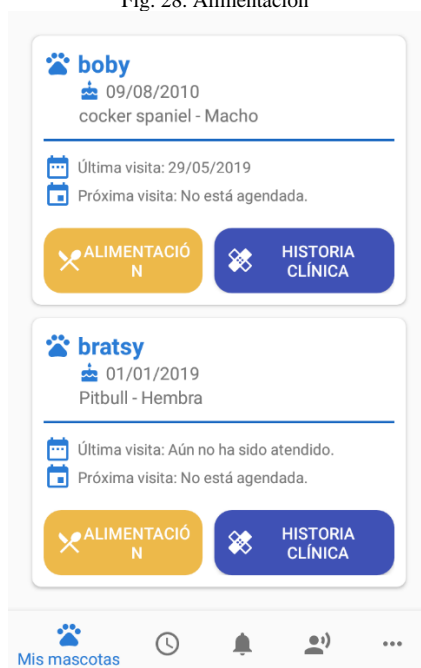 Fig. 28. Alimentación
boby
09/08/2010
cocker spaniel - Macho
Última visita: 29/05/2019
Próxima visita: No está agendada.
ALIMENTACIÓ
N
HISTORIA
CLÍNICA
bratsy
01/01/2019
Pitbull - Hembra
Última visita: Aún no ha sido atendido.
Próxima visita: No está agendada.
ALIMENTACIÓ
N
HISTORIA
CLÍNICA
Mis mascotas